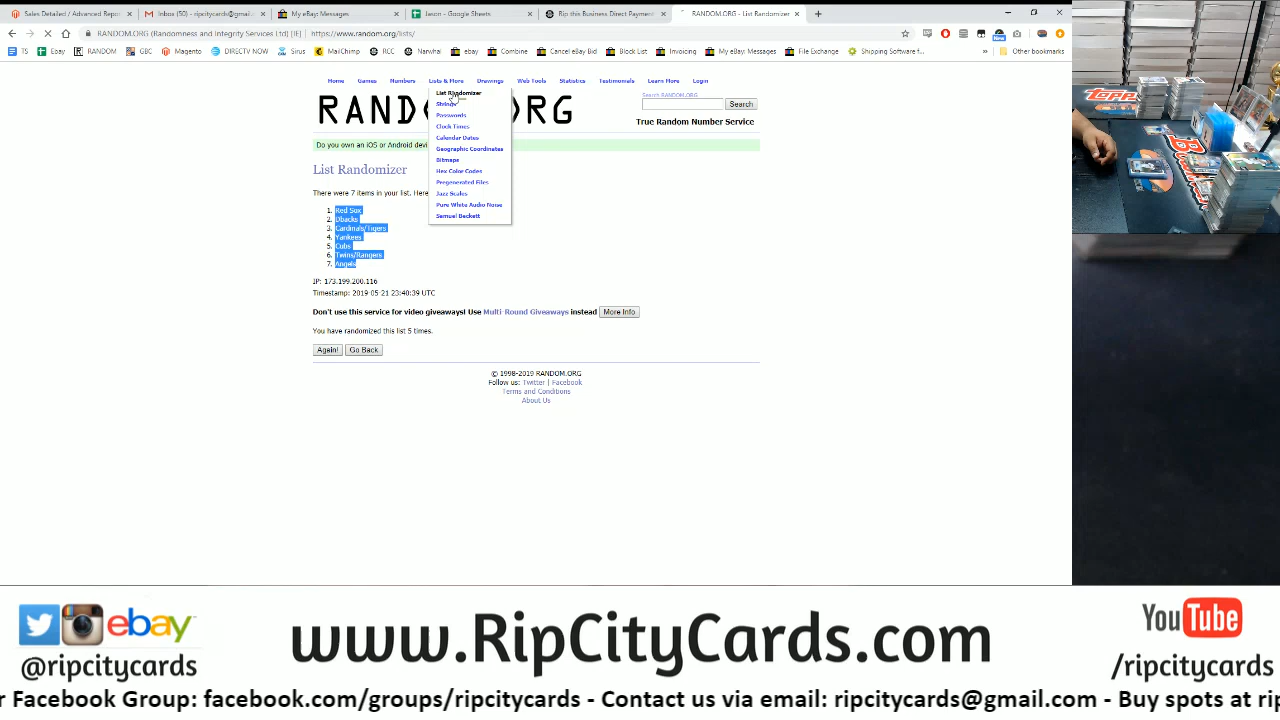 Sales Detailed / Advanced Repo
Inbox (50) - ripcitycards@gmail.
My eBay: Messages
Jason - Google Sheets
Rip this Business Direct Payment
RANDOM.ORG - List Randomizer
RANDOM.ORG (Randomness and Integrity Services Ltd) [IE] | https://www.random.org/lists/
TS Ebay RANDOM GBC Weigh to DIRECTV NOW Sirus MailChimp RCC Narwhal ebay Combine Cancel eBay Bid Block List Invoicing My eBay: Messages File Exchange Shipping Software f » Other bookmarks
Home Games Numbers Lists & More Drawings Web Tools Statistics Testimonials Learn More Login
List Randomizer
Strings
Passwords
Clock Times
Calendar Dates
Geographic Coordinates
Bitmaps
Hex Color Codes
Pregenerated Files
Jazz Scales
Pure White Audio Noise
Samuel Beckett
Search RANDOM.ORG
Search
RANDOM.ORG
True Random Number Service
Do you own an iOS or Android devi
List Randomizer
There were 7 items in your list. Here
1. Red Sox
2. Dbacks
3. Cardinals/Tigers
4. Yankees
5. Cubs
6. Twins/Rangers
7. Angels
IP: 173.199.200.116
Timestamp: 2019-05-21 23:40:39 UTC
Don't use this service for video giveaways! Use Multi-Round Giveaways instead More Info
You have randomized this list 5 times.
Again! Go Back
© 1998-2019 RANDOM.ORG
Follow us: Twitter | Facebook
Terms and Conditions
About Us
TOPPS
Bowman
ebay
@ripcitycards
www.RipCityCards.com
YouTube
/ripcitycards
r Facebook Group: facebook.com/groups/ripcitycards - Contact us via email: ripcitycards@gmail.com - Buy spots at rip